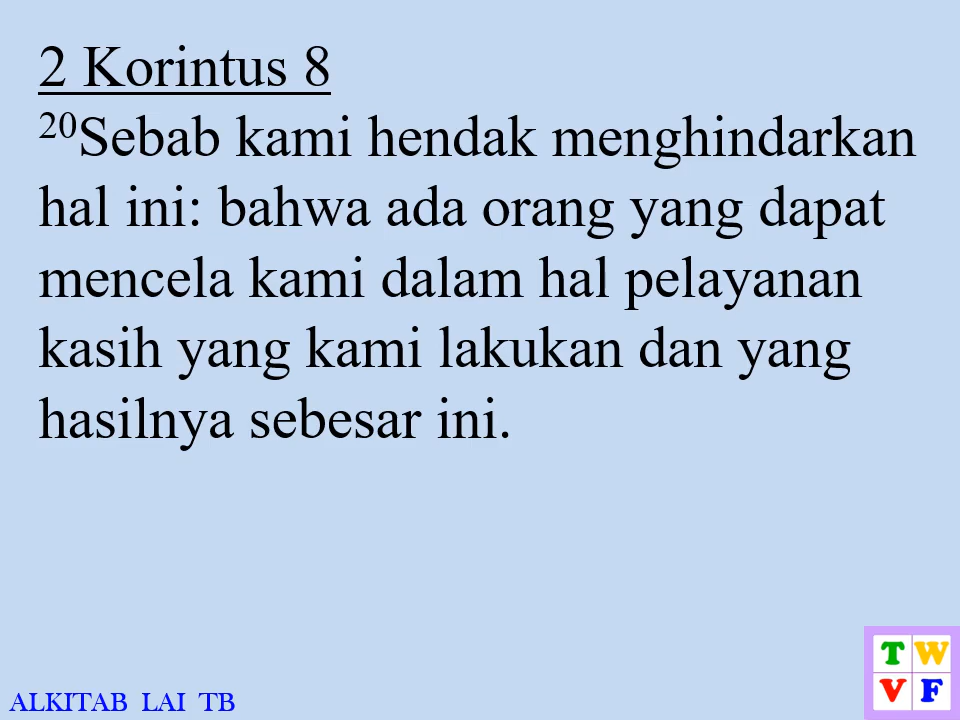 2 Korintus 8
20Sebab kami hendak menghindarkan
hal ini: bahwa ada orang yang dapat
mencela kami dalam hal pelayanan
kasih yang kami lakukan dan yang
hasilnya sebesar ini.
T W
V F
ALKITAB LAI TB